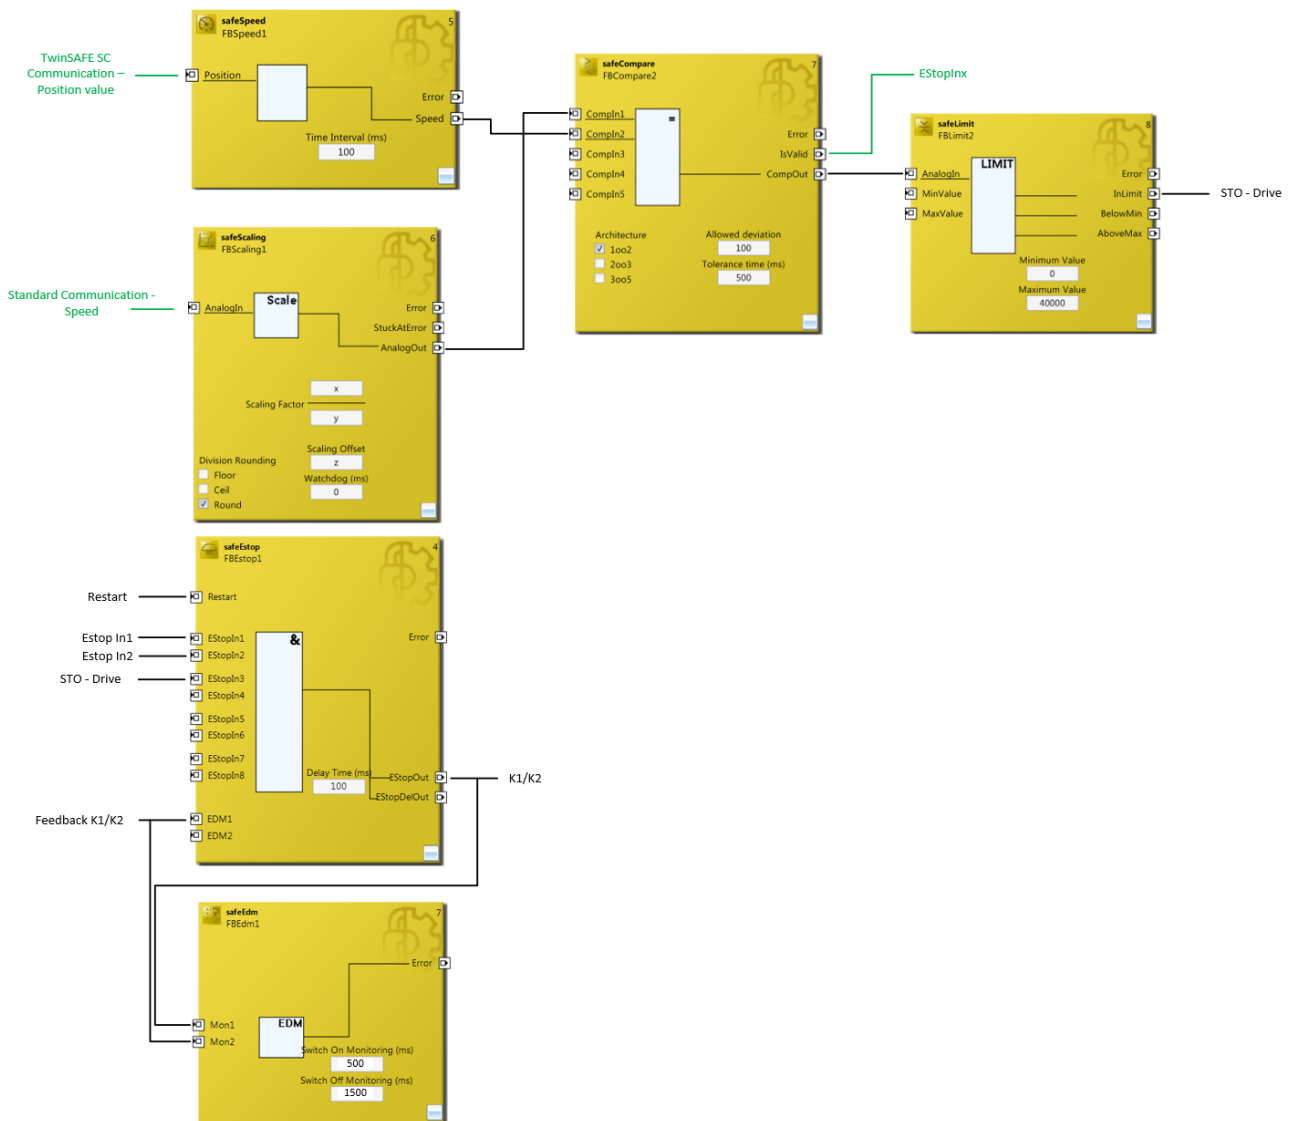 safeSpeed
FBSpeed1
5
TwinSAFE SC
Communection –
Position value
Position
Error
Speed
Time Interval (ms)
100
safeCompare
FBCompare2
7
CompIn1
CompIn2
CompIn3
CompIn4
CompIn5
=
Error
IsValid
CompOut
Architecture
1oo2
2oo3
3oo5
Allowed deviation
100
Tolerance time (ms)
500
EStopInx
safeLimit
FBLimit2
8
AnalogIn
MinValue
MaxValue
LIMIT
Error
InLimit
BelowMin
AboveMax
STO - Drive
Minimum Value
0
Maximum Value
40000
safeScaling
FBScaling1
6
Standard Communication -
Speed
AnalogIn
Scale
Error
StuckAtError
AnalogOut
Scaling Factor
x
y
Scaling Offset
z
Division Rounding
Floor
Ceil
Round
Watchdog (ms)
0
safeEstop
FBEstop1
4
Restart
Restart
Estop In1
Estop In2
STO - Drive
EStopIn1
EStopIn2
EStopIn3
EStopIn4
EStopIn5
EStopIn6
EStopIn7
EStopIn8
&
Error
Delay Time (ms)
100
EStopOut
EStopDelOut
K1/K2
Feedback K1/K2
EDM1
EDM2
safeEdm
FBEdm1
7
Error
Mon1
Mon2
EDM
Switch On Monitoring (ms)
500
Switch Off Monitoring (ms)
1500